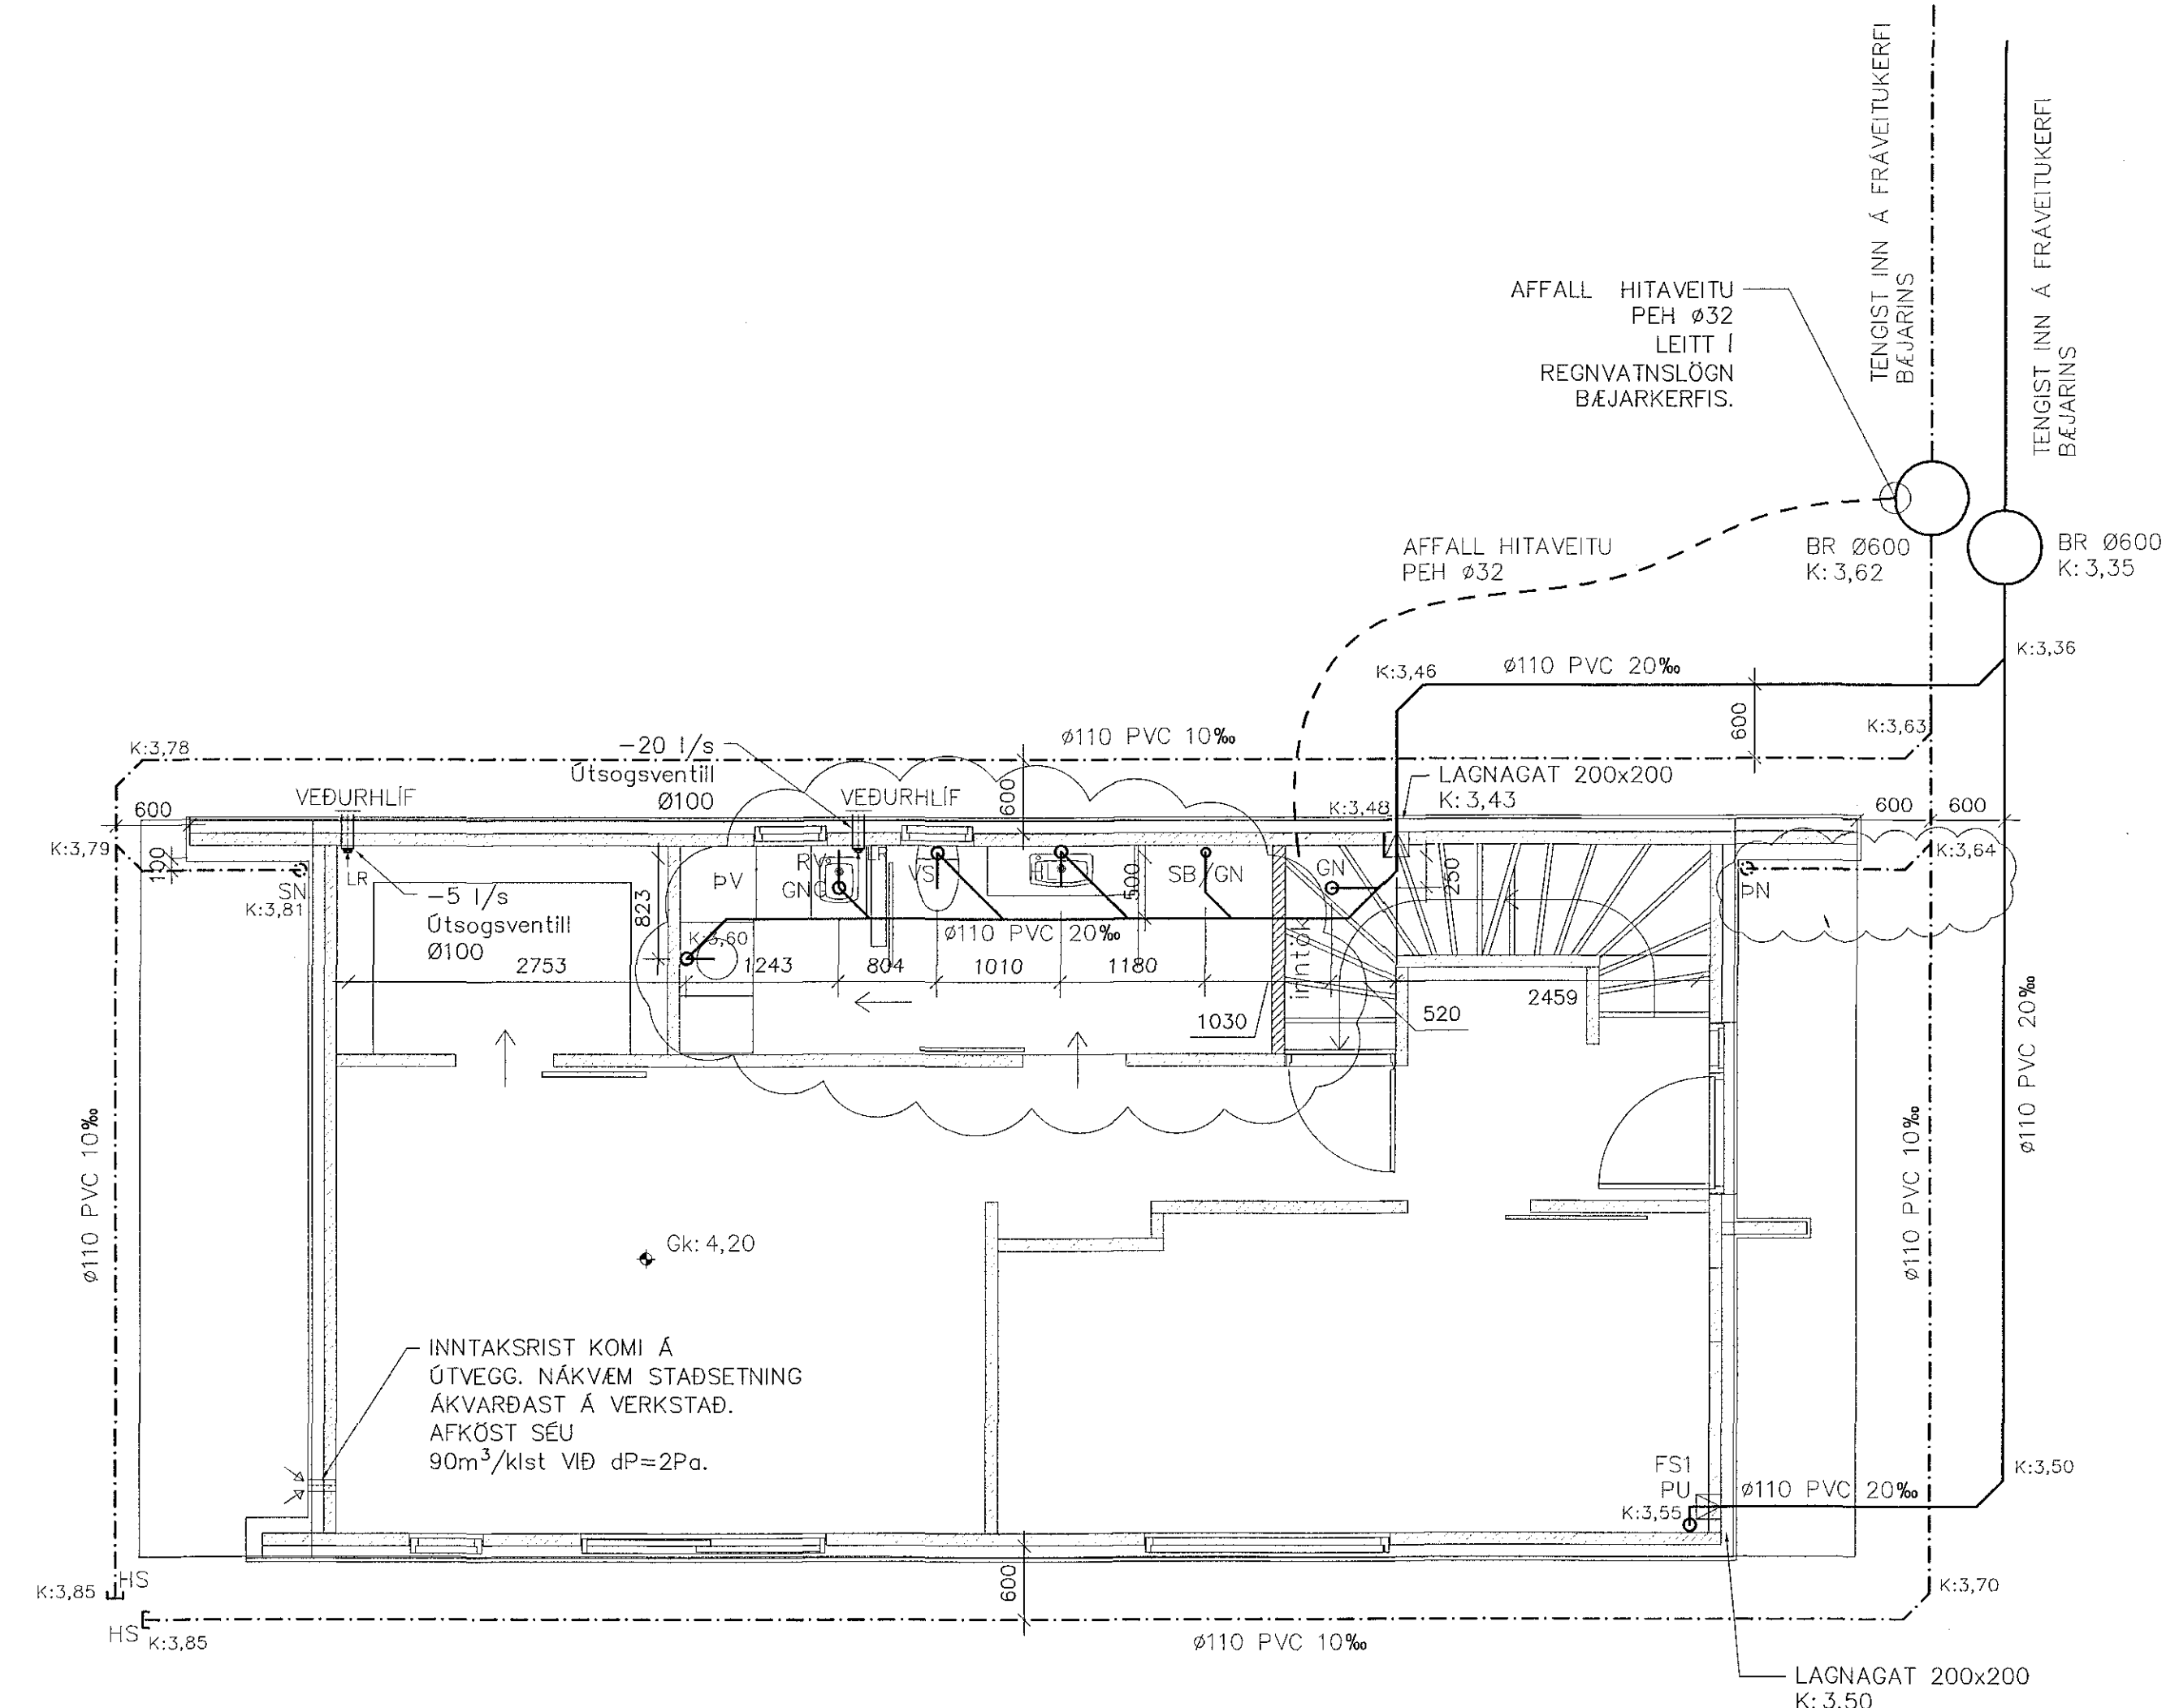 TENGIST INN Á FRÁVEITUKERFI
BÆJARINS
TENGIST INN Á FRÁVEITUKERFI
BÆJARINS
AFFALL HITAVEITU
PEH ø32
LEITT Í
REGNVATNSLÖGN
BÆJARKERFIS.
AFFALL HITAVEITU
PEH ø32
BR Ø600
K: 3,62
BR Ø600
K: 3,35
K:3,36
K:3,46
ø110 PVC 20‰
600
K:3,63
K:3,78
-20 l/s
Útsogsventill
Ø100
ø110 PVC 10‰
600
VEÐURHLÍF
VEÐURHLÍF
LAGNAGAT 200x200
K: 3,43
K:3,48
600
600
600
K:3,79
100
SN
K:3,81
LR
-5 l/s
Útsogsventill
Ø100
823
ÞV
RV
GNG
LR
VS
HL
500
SB/GN
GN
250
K:3,64
ÞN
K:3,60
ø110 PVC 20‰
inntök
2753
1243
804
1010
1180
1030
520
2459
ø110 PVC 20‰
ø110 PVC 10‰
ø110 PVC 10‰
Gk: 4,20
INNTAKSRIST KOMI Á
ÚTVEGG. NÁKVÆM STAÐSETNING
ÁKVARÐAST Á VERKSTAÐ.
AFKÖST SÉU
90m³/klst VIÐ dP=2Pa.
FS1
PU
K:3,55
ø110 PVC 20‰
K:3,50
K:3,85
HS
HS
K:3,85
600
K:3,70
ø110 PVC 10‰
LAGNAGAT 200x200
K: 3,50